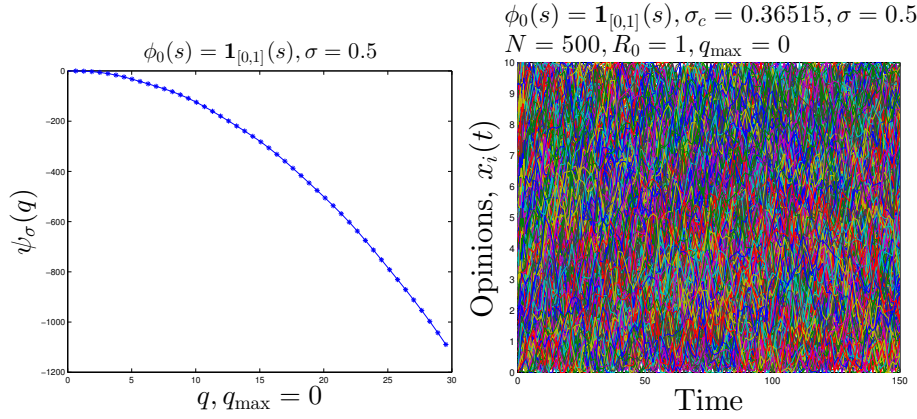 φ₀(s) = 𝟏[0,1](s), σ = 0.5
0
−200
−400
−600
−800
−1000
−1200
ψσ(q)
0 5 10 15 20 25 30
q, qmax = 0
φ₀(s) = 𝟏[0,1](s), σc = 0.36515, σ = 0.5
N = 500, R₀ = 1, qmax = 0
10
9
8
7
6
5
4
3
2
1
0
Opinions, xᵢ(t)
0 50 100 150
Time